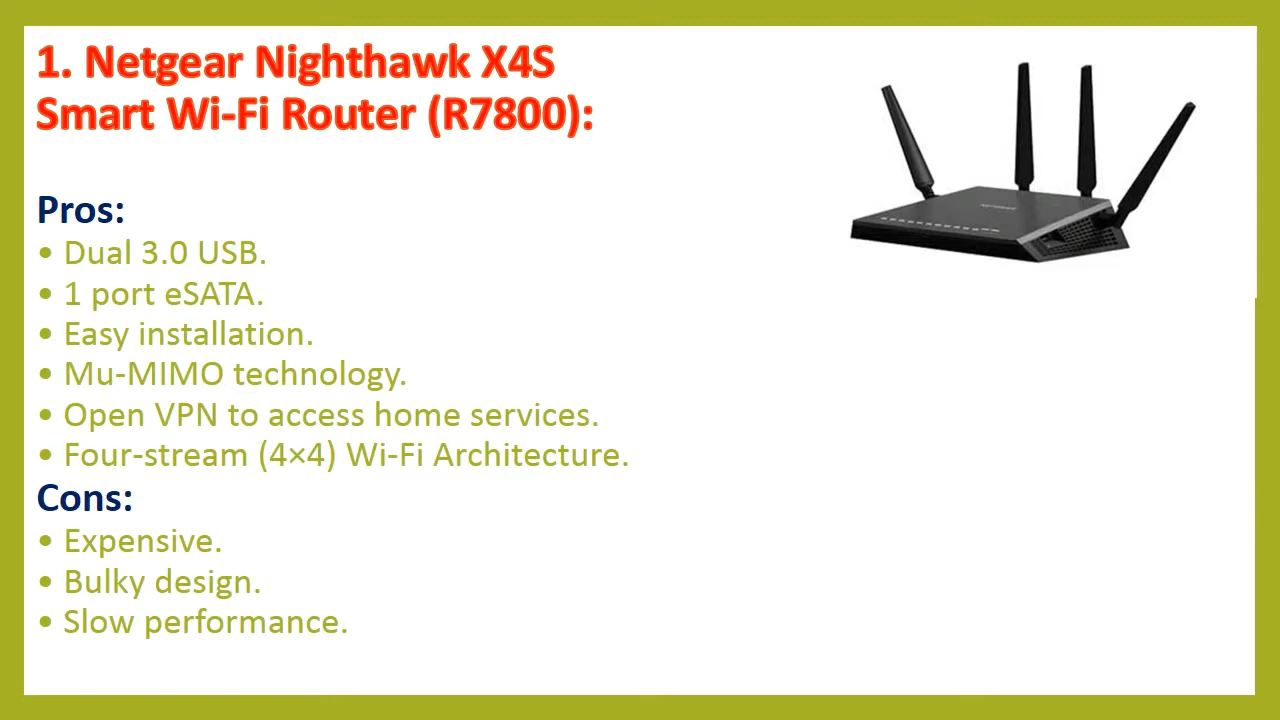 1. Netgear Nighthawk X4S
Smart Wi-Fi Router (R7800):
Pros:
• Dual 3.0 USB.
• 1 port eSATA.
• Easy installation.
• Mu-MIMO technology.
• Open VPN to access home services.
• Four-stream (4×4) Wi-Fi Architecture.
Cons:
• Expensive.
• Bulky design.
• Slow performance.
NETGEAR